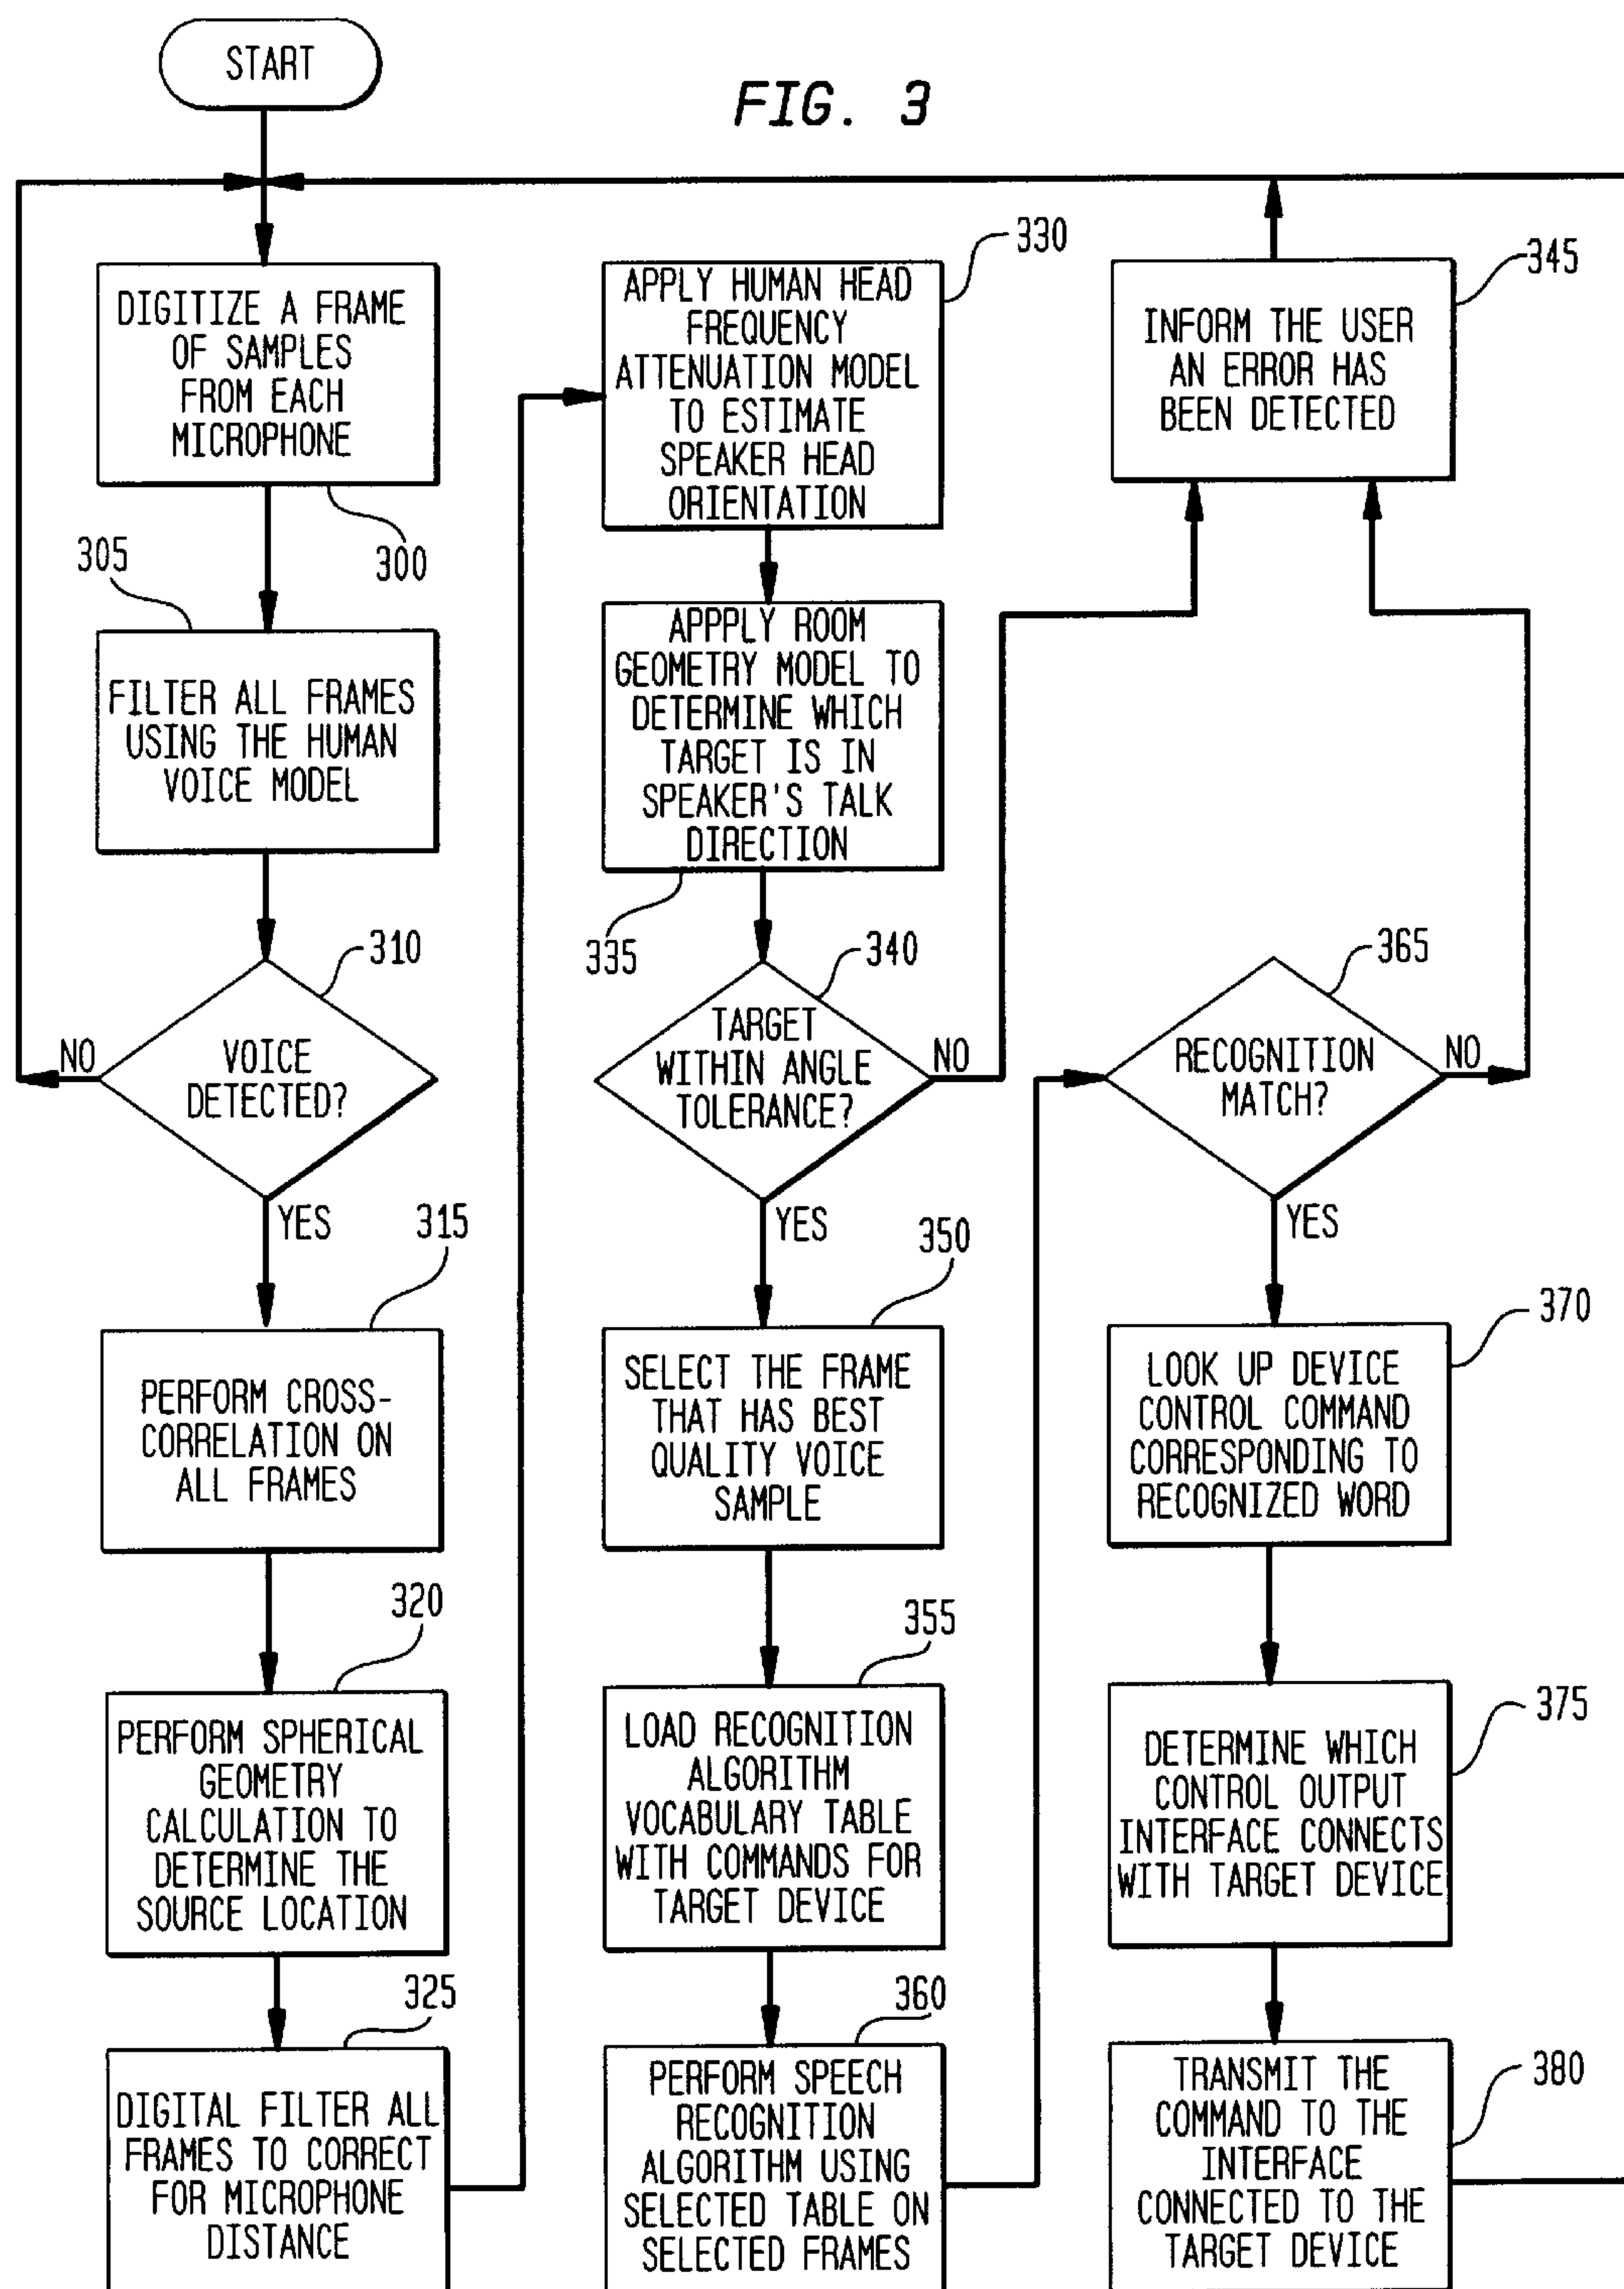 START
FIG. 3
DIGITIZE A FRAME
OF SAMPLES
FROM EACH
MICROPHONE
300
305
FILTER ALL FRAMES
USING THE HUMAN
VOICE MODEL
310
VOICE
DETECTED?
NO
YES
315
PERFORM CROSS-
CORRELATION ON
ALL FRAMES
320
PERFORM SPHERICAL
GEOMETRY
CALCULATION TO
DETERMINE THE
SOURCE LOCATION
325
DIGITAL FILTER ALL
FRAMES TO CORRECT
FOR MICROPHONE
DISTANCE
330
APPLY HUMAN HEAD
FREQUENCY
ATTENUATION MODEL
TO ESTIMATE
SPEAKER HEAD
ORIENTATION
APPPLY ROOM
GEOMETRY MODEL TO
DETERMINE WHICH
TARGET IS IN
SPEAKER'S TALK
DIRECTION
335
340
TARGET
WITHIN ANGLE
TOLERANCE?
NO
YES
350
SELECT THE FRAME
THAT HAS BEST
QUALITY VOICE
SAMPLE
355
LOAD RECOGNITION
ALGORITHM
VOCABULARY TABLE
WITH COMMANDS FOR
TARGET DEVICE
360
PERFORM SPEECH
RECOGNITION
ALGORITHM USING
SELECTED TABLE ON
SELECTED FRAMES
345
INFORM THE USER
AN ERROR HAS
BEEN DETECTED
365
RECOGNITION
MATCH?
NO
YES
370
LOOK UP DEVICE
CONTROL COMMAND
CORRESPONDING TO
RECOGNIZED WORD
375
DETERMINE WHICH
CONTROL OUTPUT
INTERFACE CONNECTS
WITH TARGET DEVICE
380
TRANSMIT THE
COMMAND TO THE
INTERFACE
CONNECTED TO THE
TARGET DEVICE